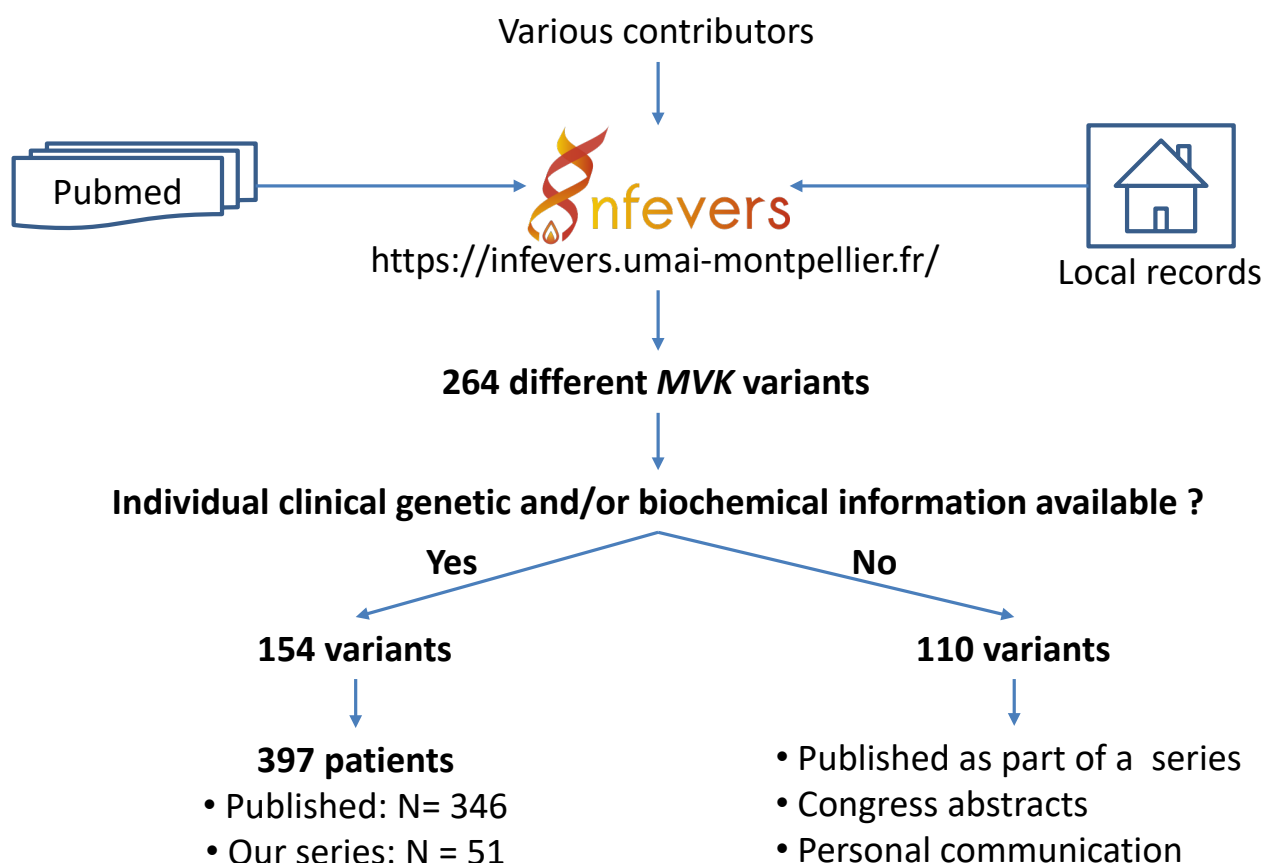 Various contributors
Pubmed
nfevers
https://infevers.umai-montpellier.fr/
Local records
264 different MVK variants
Individual clinical genetic and/or biochemical information available ?
Yes
No
154 variants
110 variants
397 patients
• Published: N= 346
• Our series: N = 51
• Published as part of a  series
• Congress abstracts
• Personal communication